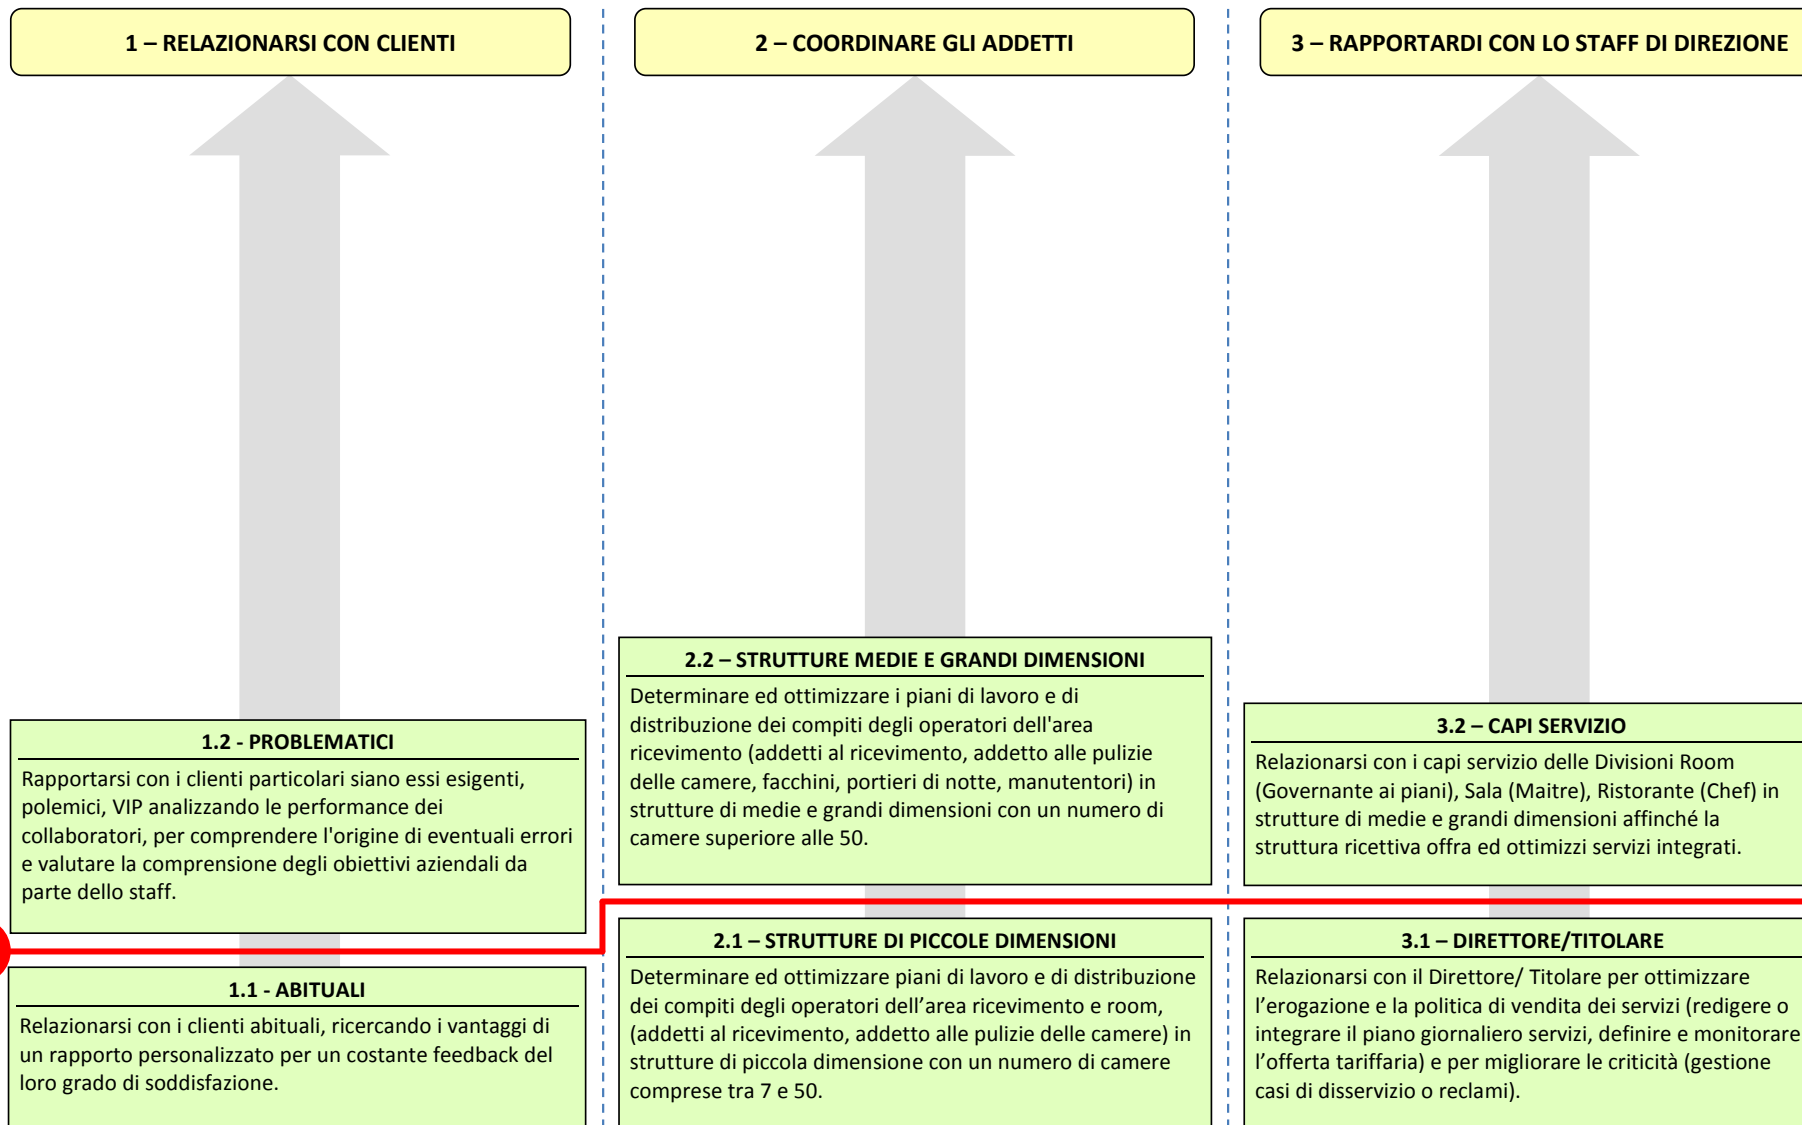 1 – RELAZIONARSI CON CLIENTI
2 – COORDINARE GLI ADDETTI
3 – RAPPORTARDI CON LO STAFF DI DIREZIONE
1.2 - PROBLEMATICI
Rapportarsi con i clienti particolari siano essi esigenti,
polemici, VIP analizzando le performance dei
collaboratori, per comprendere l'origine di eventuali errori
e valutare la comprensione degli obiettivi aziendali da
parte dello staff.
1.1 - ABITUALI
Relazionarsi con i clienti abituali, ricercando i vantaggi di
un rapporto personalizzato per un costante feedback del
loro grado di soddisfazione.
2.2 – STRUTTURE MEDIE E GRANDI DIMENSIONI
Determinare ed ottimizzare i piani di lavoro e di
distribuzione dei compiti degli operatori dell'area
ricevimento (addetti al ricevimento, addetto alle pulizie
delle camere, facchini, portieri di notte, manutentori) in
strutture di medie e grandi dimensioni con un numero di
camere superiore alle 50.
2.1 – STRUTTURE DI PICCOLE DIMENSIONI
Determinare ed ottimizzare piani di lavoro e di distribuzione
dei compiti degli operatori dell’area ricevimento e room,
(addetti al ricevimento, addetto alle pulizie delle camere) in
strutture di piccola dimensione con un numero di camere
comprese tra 7 e 50.
3.2 – CAPI SERVIZIO
Relazionarsi con i capi servizio delle Divisioni Room
(Governante ai piani), Sala (Maitre), Ristorante (Chef) in
strutture di medie e grandi dimensioni affinché la
struttura ricettiva offra ed ottimizzi servizi integrati.
3.1 – DIRETTORE/TITOLARE
Relazionarsi con il Direttore/ Titolare per ottimizzare
l’erogazione e la politica di vendita dei servizi (redigere o
integrare il piano giornaliero servizi, definire e monitorare
l’offerta tariffaria) e per migliorare le criticità (gestione
casi di disservizio o reclami).